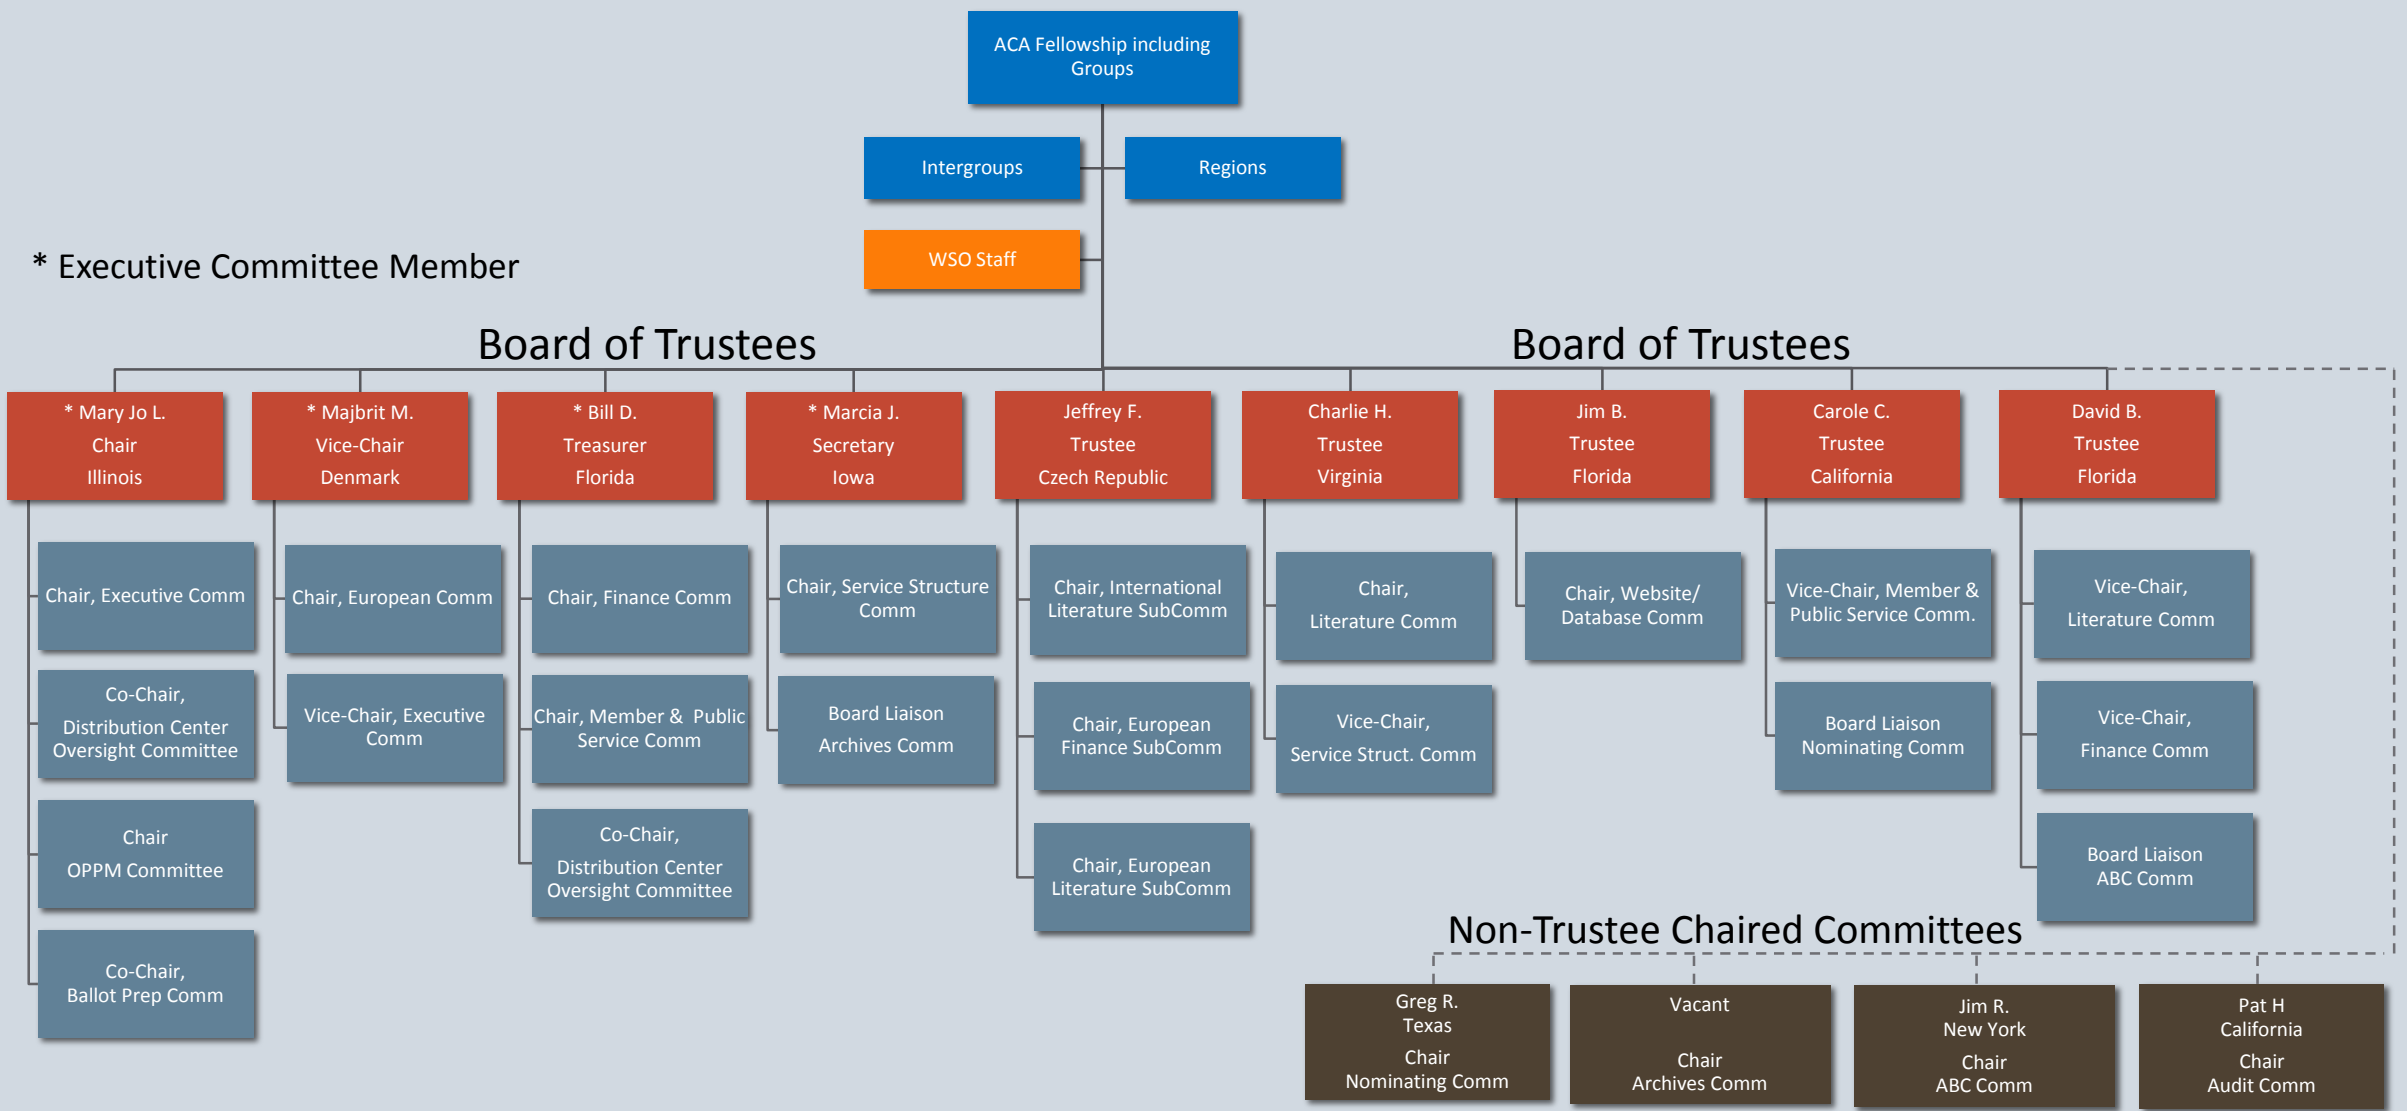 ACA Fellowship including
Groups
Intergroups
Regions
WSO Staff
* Executive Committee Member
Board of Trustees
Board of Trustees
* Mary Jo L.
Chair
Illinois
* Majbrit M.
Vice-Chair
Denmark
* Bill D.
Treasurer
Florida
* Marcia J.
Secretary
Iowa
Jeffrey F.
Trustee
Czech Republic
Charlie H.
Trustee
Virginia
Jim B.
Trustee
Florida
Carole C.
Trustee
California
David B.
Trustee
Florida
Chair, Executive Comm
Co-Chair,
Distribution Center
Oversight Committee
Chair
OPPM Committee
Co-Chair,
Ballot Prep Comm
Chair, European Comm
Vice-Chair, Executive
Comm
Chair, Finance Comm
Chair, Member &  Public
Service Comm
Co-Chair,
Distribution Center
Oversight Committee
Chair, Service Structure
Comm
Board Liaison
Archives Comm
Chair, International
Literature SubComm
Chair, European
Finance SubComm
Chair, European
Literature SubComm
Chair,
Literature Comm
Vice-Chair,
Service Struct. Comm
Chair, Website/
Database Comm
Vice-Chair, Member &
Public Service Comm.
Board Liaison
Nominating Comm
Vice-Chair,
Literature Comm
Vice-Chair,
Finance Comm
Board Liaison
ABC Comm
Non-Trustee Chaired Committees
Greg R.
Texas
Chair
Nominating Comm
Vacant
Chair
Archives Comm
Jim R.
New York
Chair
ABC Comm
Pat H
California
Chair
Audit Comm